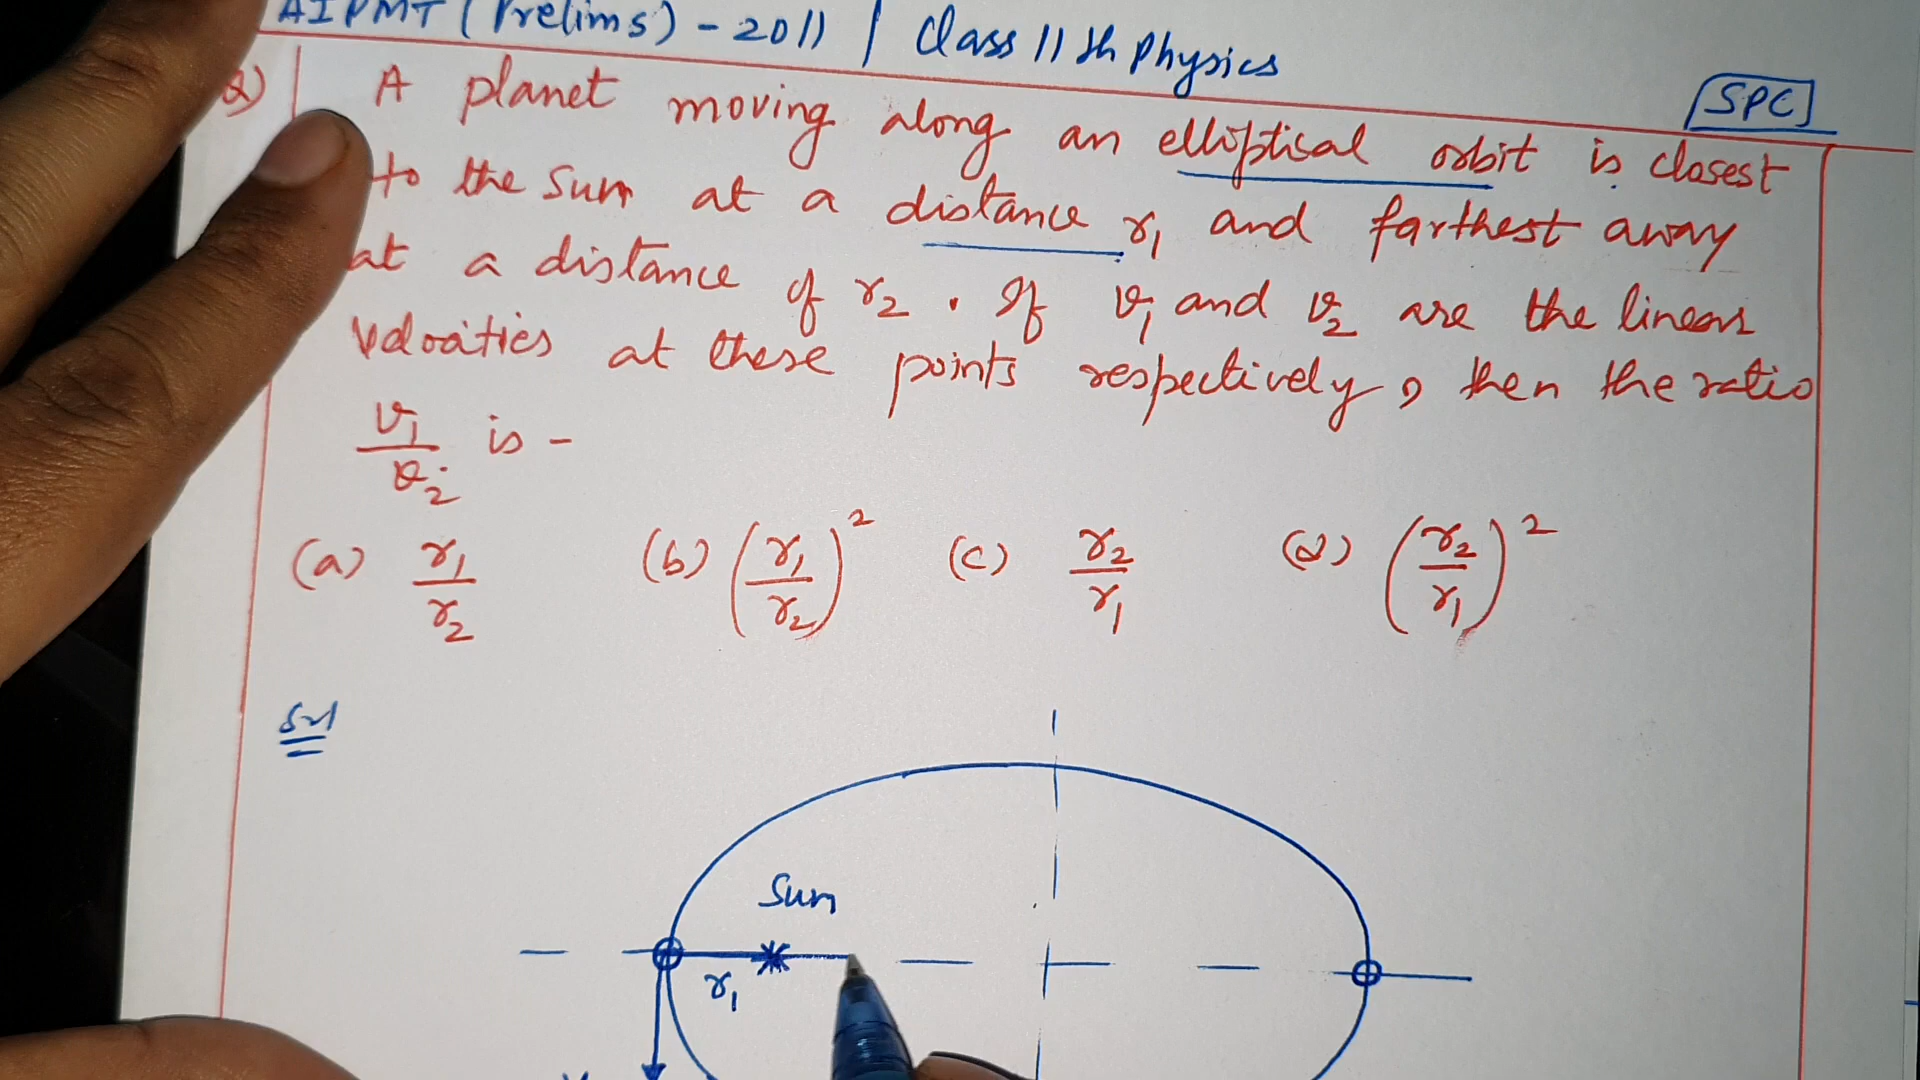 AIPMT (Prelims) - 2011 | Class 11th Physics
SPC
Q) A planet moving along an elliptical orbit is closest
to the Sun at a distance r₁ and farthest away
at a distance of r₂. If v₁ and v₂ are the linear
velocities at these points respectively, then the ratio
v₁/v₂ is -
(a) r₁/r₂ (b) (r₁/r₂)² (c) r₂/r₁ (d) (r₂/r₁)²
Sol
Sun
r₁